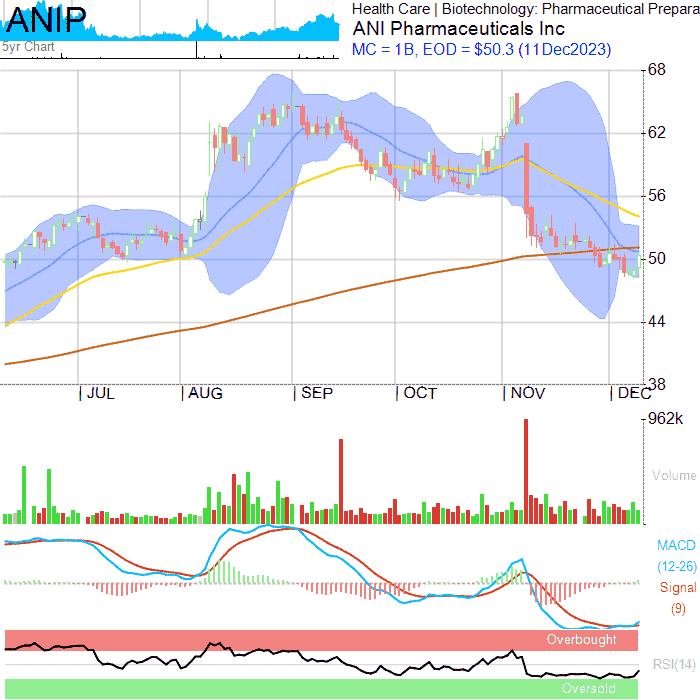 ANIP
5yr Chart
Health Care | Biotechnology: Pharmaceutical Prepara
ANI Pharmaceuticals Inc
MC = 1B, EOD = $50.3 (11Dec2023)
68
62
56
50
44
38
| JUL
| AUG
| SEP
| OCT
| NOV
| DEC
962k
Volume
MACD
(12-26)
Signal
(9)
Overbought
RSI(14)
Oversold